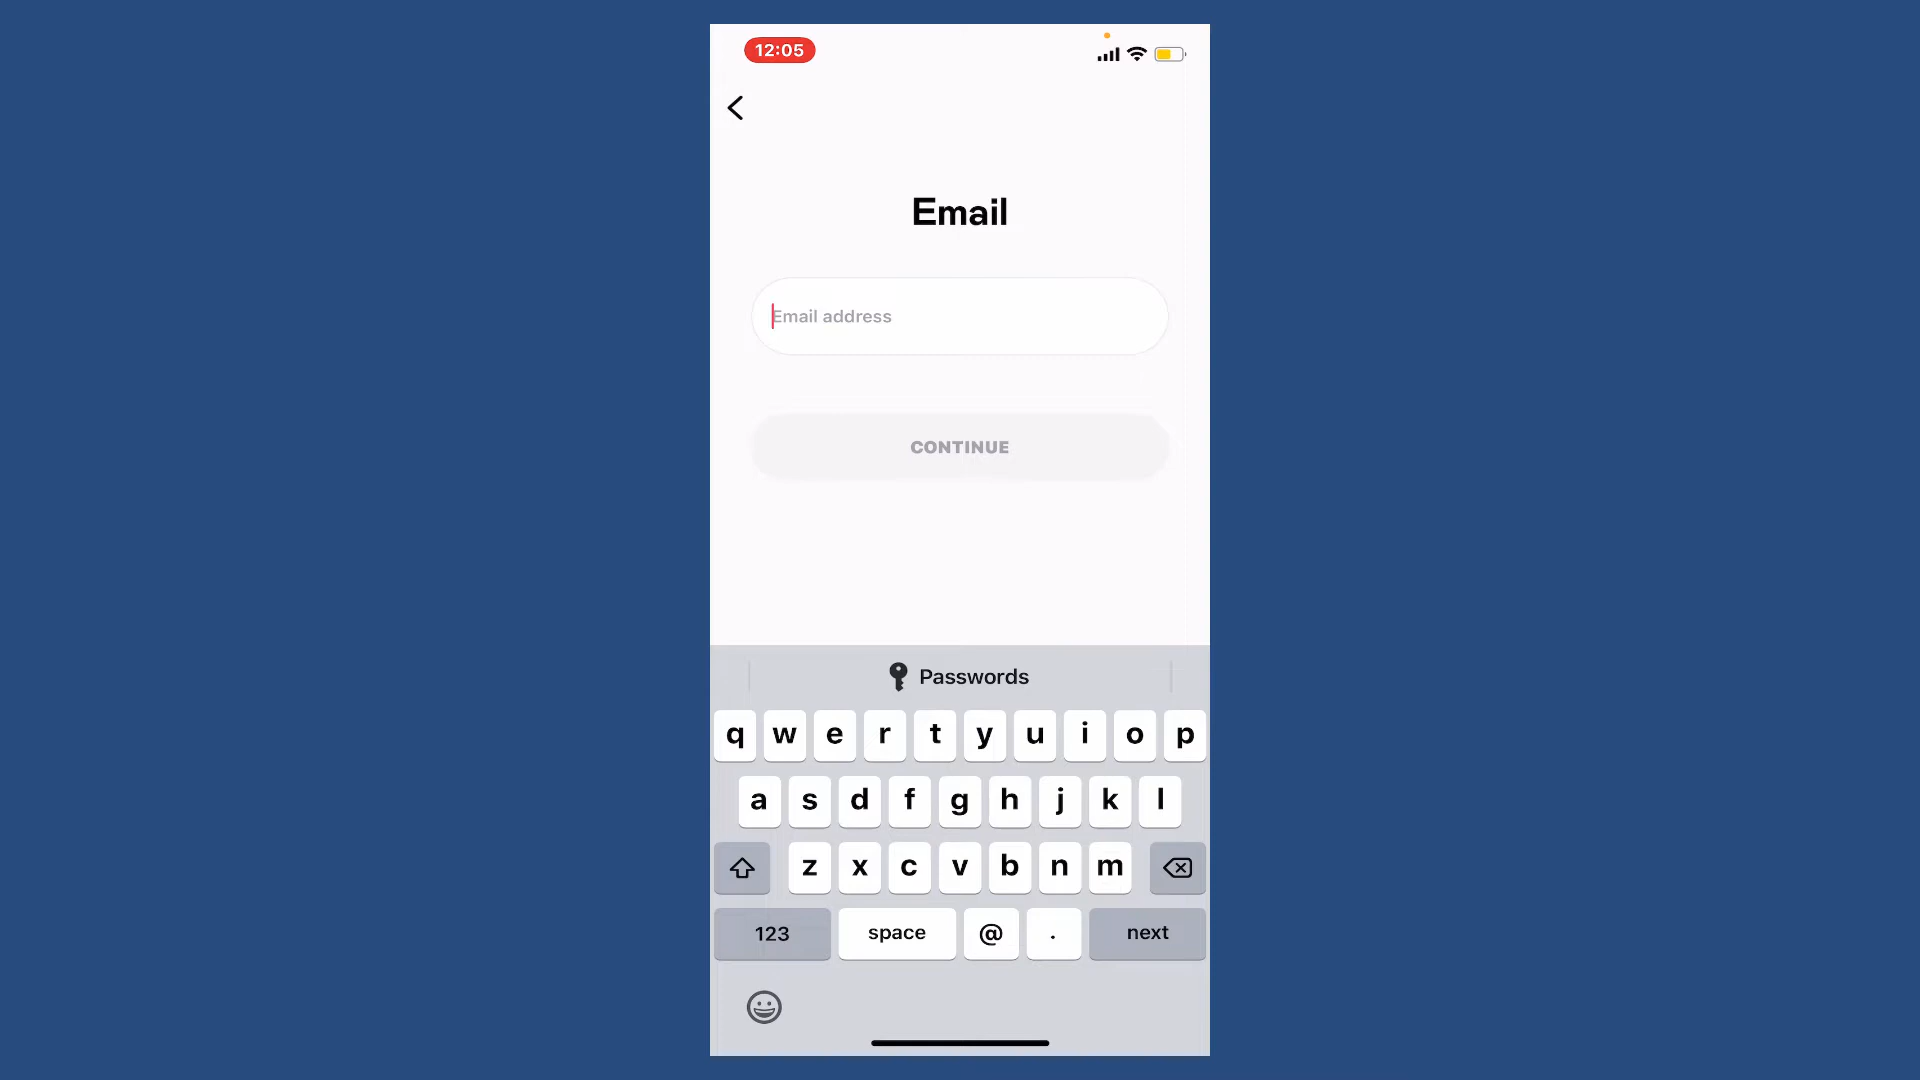 12:05
Email
Email address
CONTINUE
Passwords
q w e r t y u i o p
a s d f g h j k l
z x c v b n m
123 space @ . next